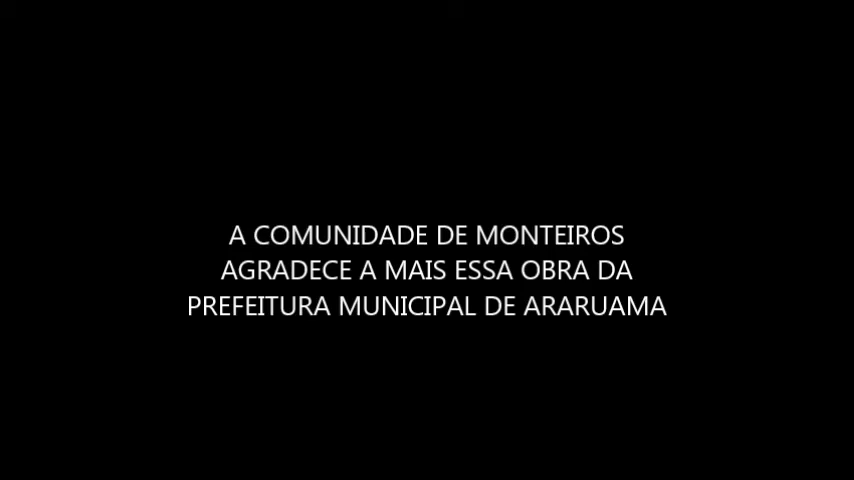 A COMUNIDADE DE MONTEIROS
AGRADECE A MAIS ESSA OBRA DA
PREFEITURA MUNICIPAL DE ARARUAMA